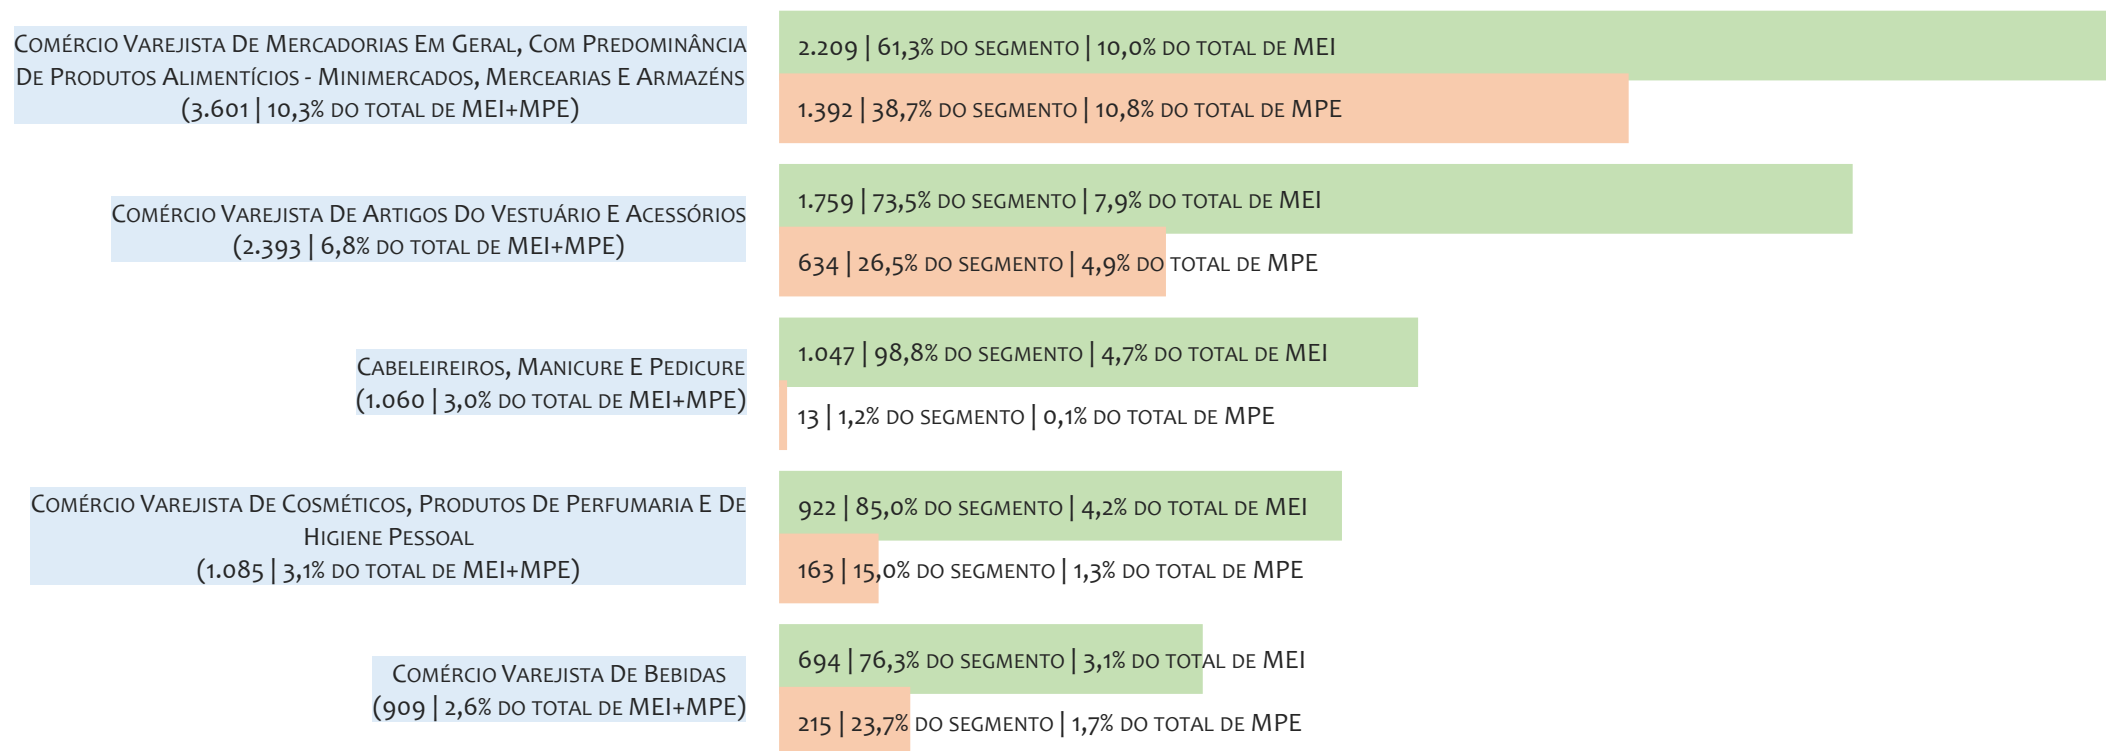 Comércio Varejista De Mercadorias Em Geral, Com Predominância
De Produtos Alimentícios - Minimercados, Mercearias E Armazéns
(3.601 | 10,3% do total de MEI+MPE)
2.209 | 61,3% do segmento | 10,0% do total de MEI
1.392 | 38,7% do segmento | 10,8% do total de MPE
Comércio Varejista De Artigos Do Vestuário E Acessórios
(2.393 | 6,8% do total de MEI+MPE)
1.759 | 73,5% do segmento | 7,9% do total de MEI
634 | 26,5% do segmento | 4,9% do total de MPE
Cabeleireiros, Manicure E Pedicure
(1.060 | 3,0% do total de MEI+MPE)
1.047 | 98,8% do segmento | 4,7% do total de MEI
13 | 1,2% do segmento | 0,1% do total de MPE
Comércio Varejista De Cosméticos, Produtos De Perfumaria E De
Higiene Pessoal
(1.085 | 3,1% do total de MEI+MPE)
922 | 85,0% do segmento | 4,2% do total de MEI
163 | 15,0% do segmento | 1,3% do total de MPE
Comércio Varejista De Bebidas
(909 | 2,6% do total de MEI+MPE)
694 | 76,3% do segmento | 3,1% do total de MEI
215 | 23,7% do segmento | 1,7% do total de MPE